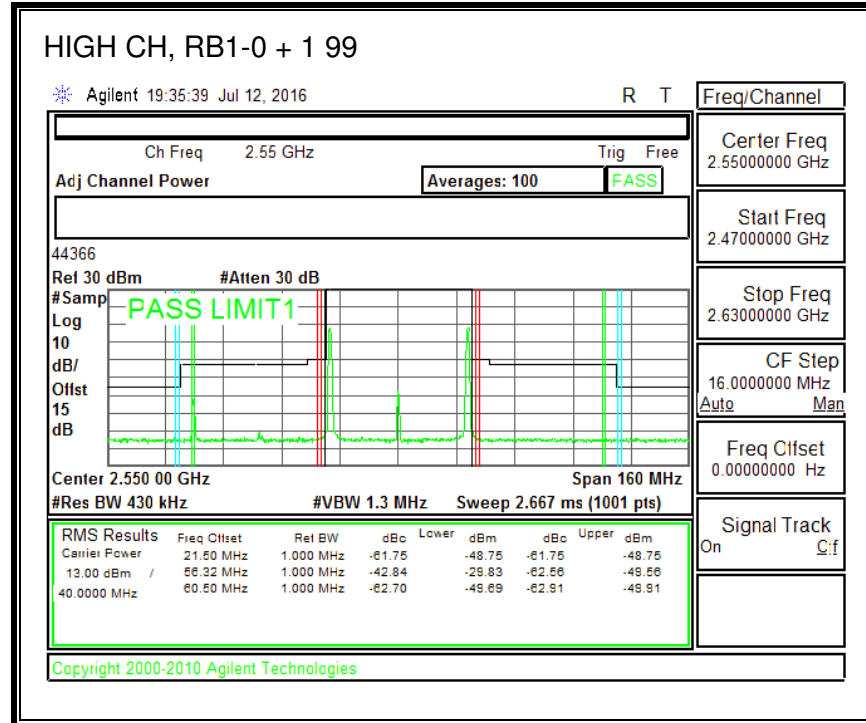 HIGH CH, RB1-0 + 1 99
Agilent 19:35:39 Jul 12, 2016 R T
Ch Freq 2.55 GHz Trig Free
Adj Channel Power Averages: 100 PASS
44366
Ref 30 dBm #Atten 30 dB
#Samp
Log
10
dB/
Offst
15
dB
PASS LIMIT1
Center 2.550 00 GHz Span 160 MHz
#Res BW 430 kHz #VBW 1.3 MHz Sweep 2.667 ms (1001 pts)
RMS Results Freq Offset Ref BW dBc Lower dBm dBc Upper dBm
Carrier Power 21.50 MHz 1.000 MHz -61.75 -48.75 -61.75 -48.75
13.00 dBm / 56.32 MHz 1.000 MHz -42.84 -29.83 -62.56 -49.56
40.0000 MHz 60.50 MHz 1.000 MHz -62.70 -49.69 -62.91 -49.91
Copyright 2000-2010 Agilent Technologies
Freq/Channel
Center Freq
2.55000000 GHz
Start Freq
2.47000000 GHz
Stop Freq
2.63000000 GHz
CF Step
16.0000000 MHz
Auto Man
Freq Offset
0.00000000 Hz
Signal Track
On Off